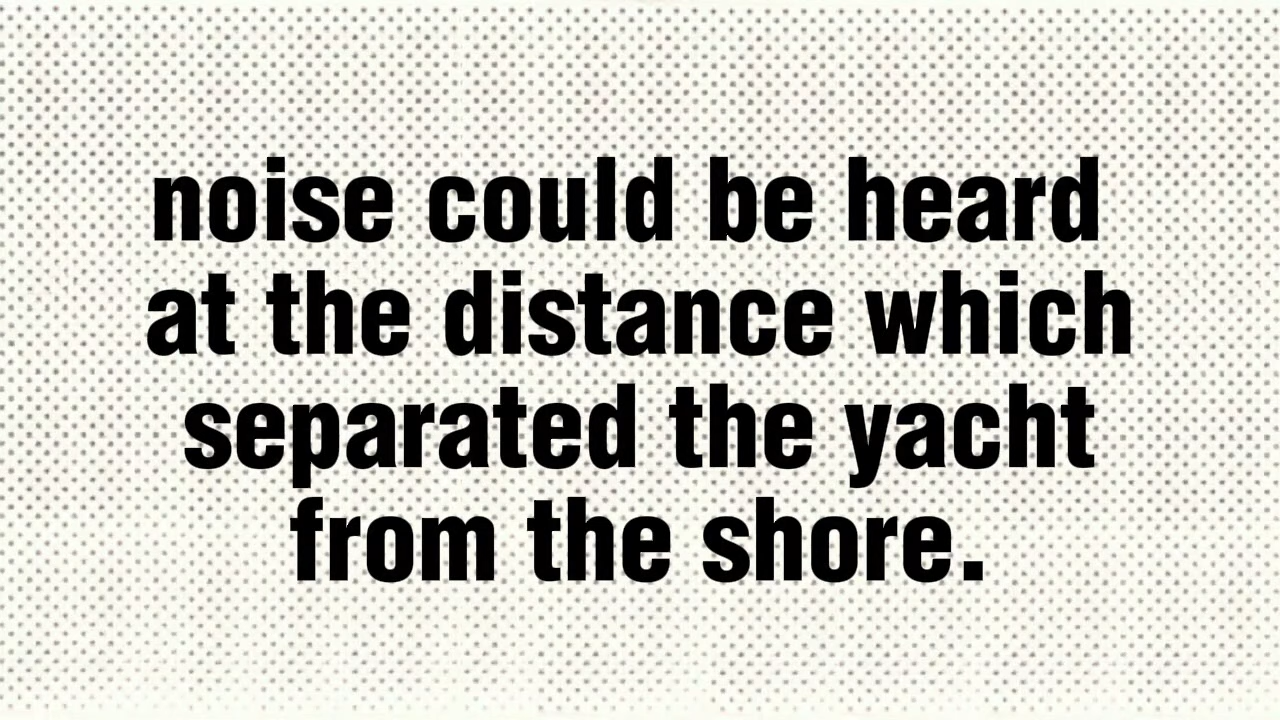 noise could be heard
at the distance which
separated the yacht
from the shore.